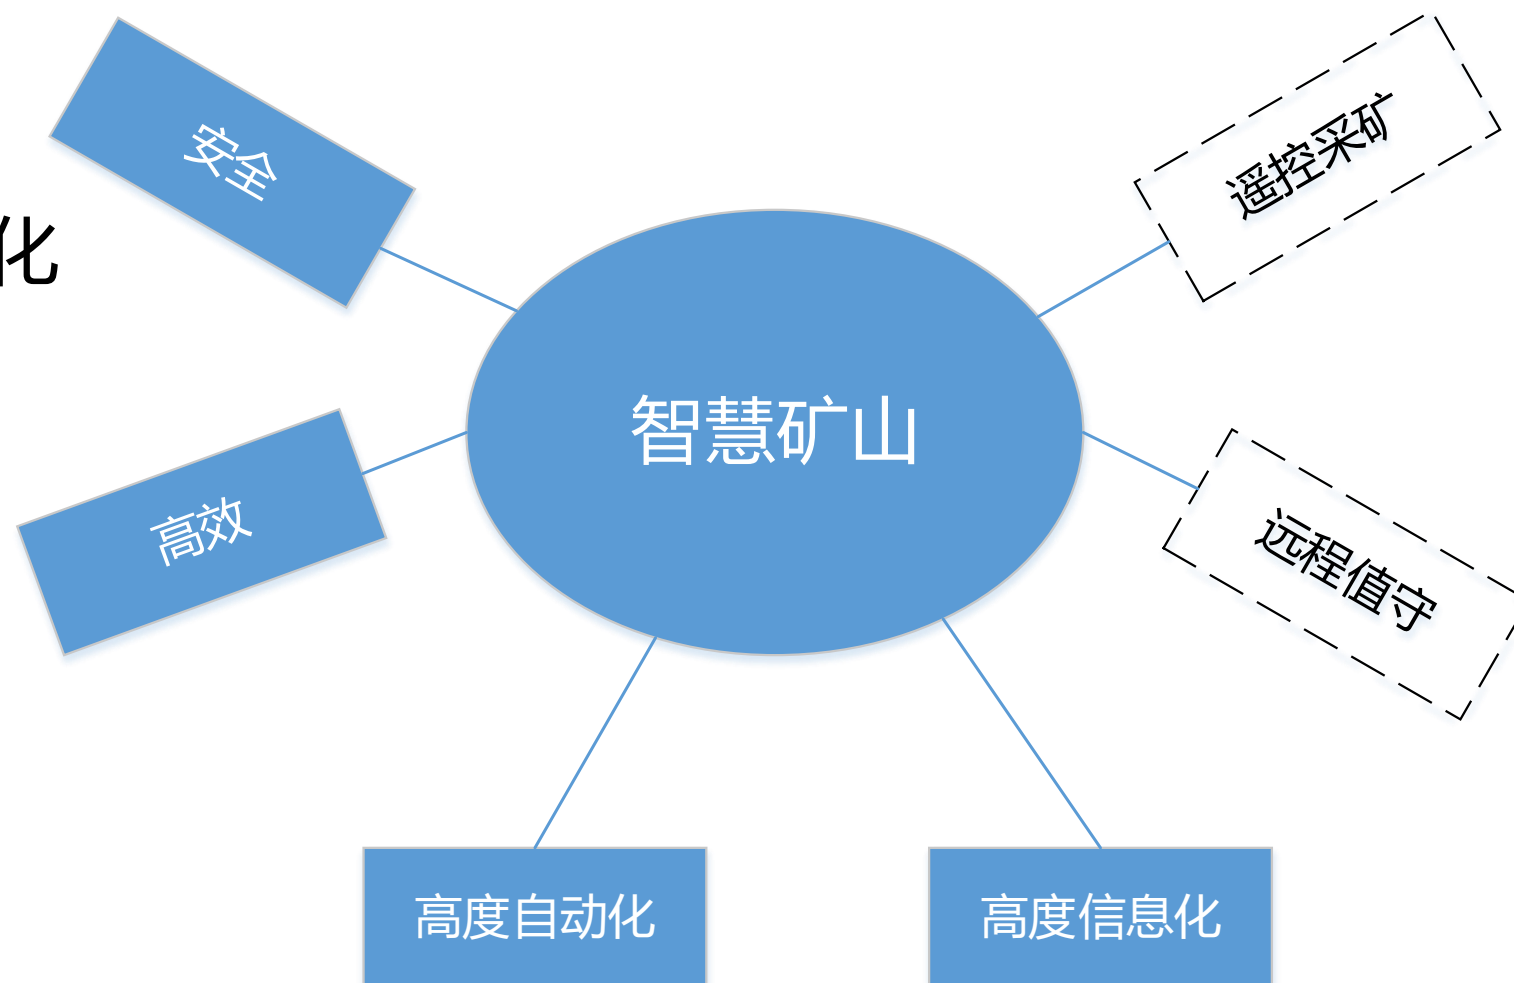 安全
遥控采矿
化
智慧矿山
高效
远程值守
高度自动化
高度信息化